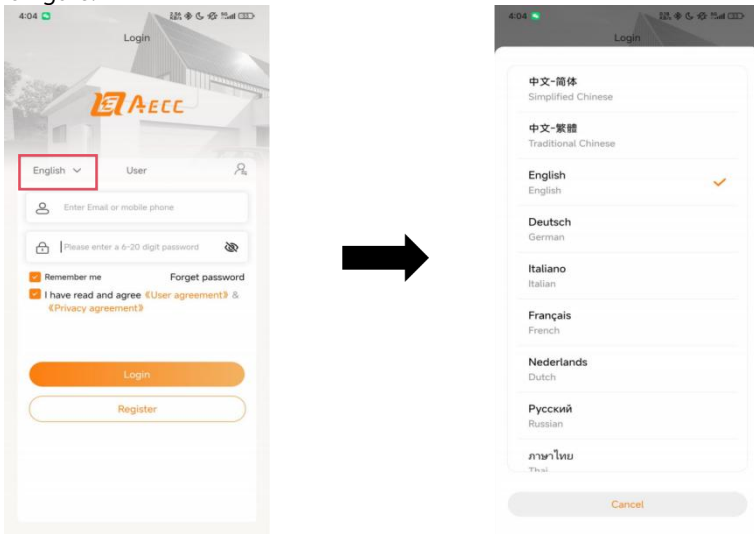 4:04
Login
AECC
English
User
Enter Email or mobile phone
Please enter a 6-20 digit password
Remember me
Forget password
I have read and agree 《User agreement》 &
《Privacy agreement》
Login
Register
4:04
Login
中文-简体
Simplified Chinese
中文-繁體
Traditional Chinese
English
English
Deutsch
German
Italiano
Italian
Français
French
Nederlands
Dutch
Русский
Russian
ภาษาไทย
Thai
Cancel